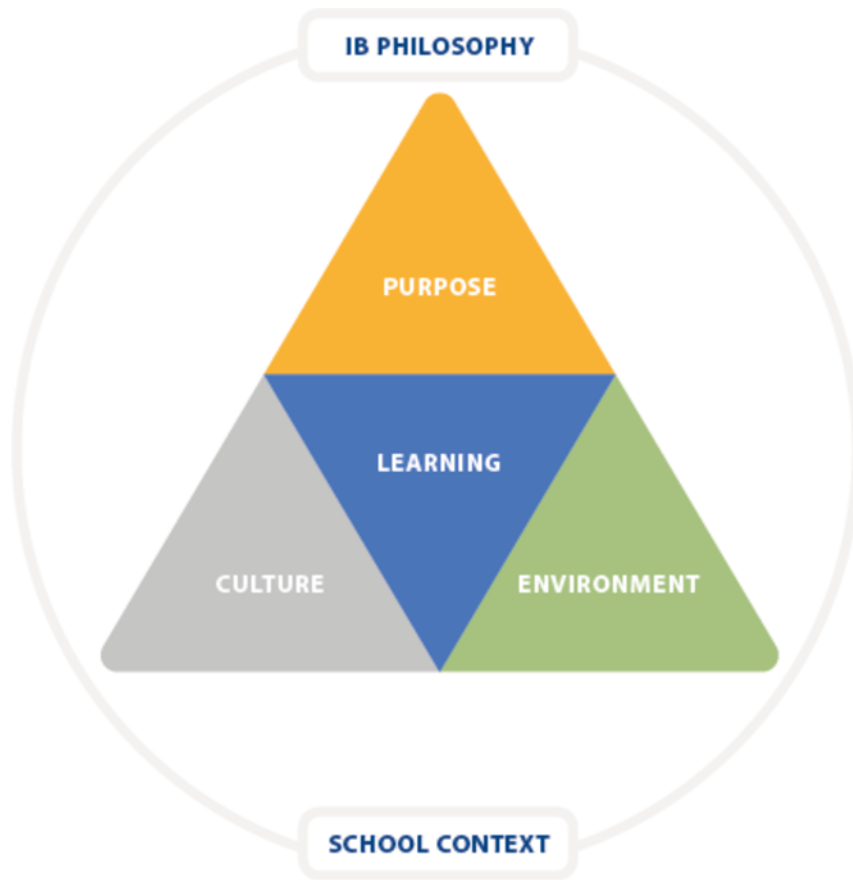 IB PHILOSOPHY
PURPOSE
LEARNING
CULTURE
ENVIRONMENT
SCHOOL CONTEXT